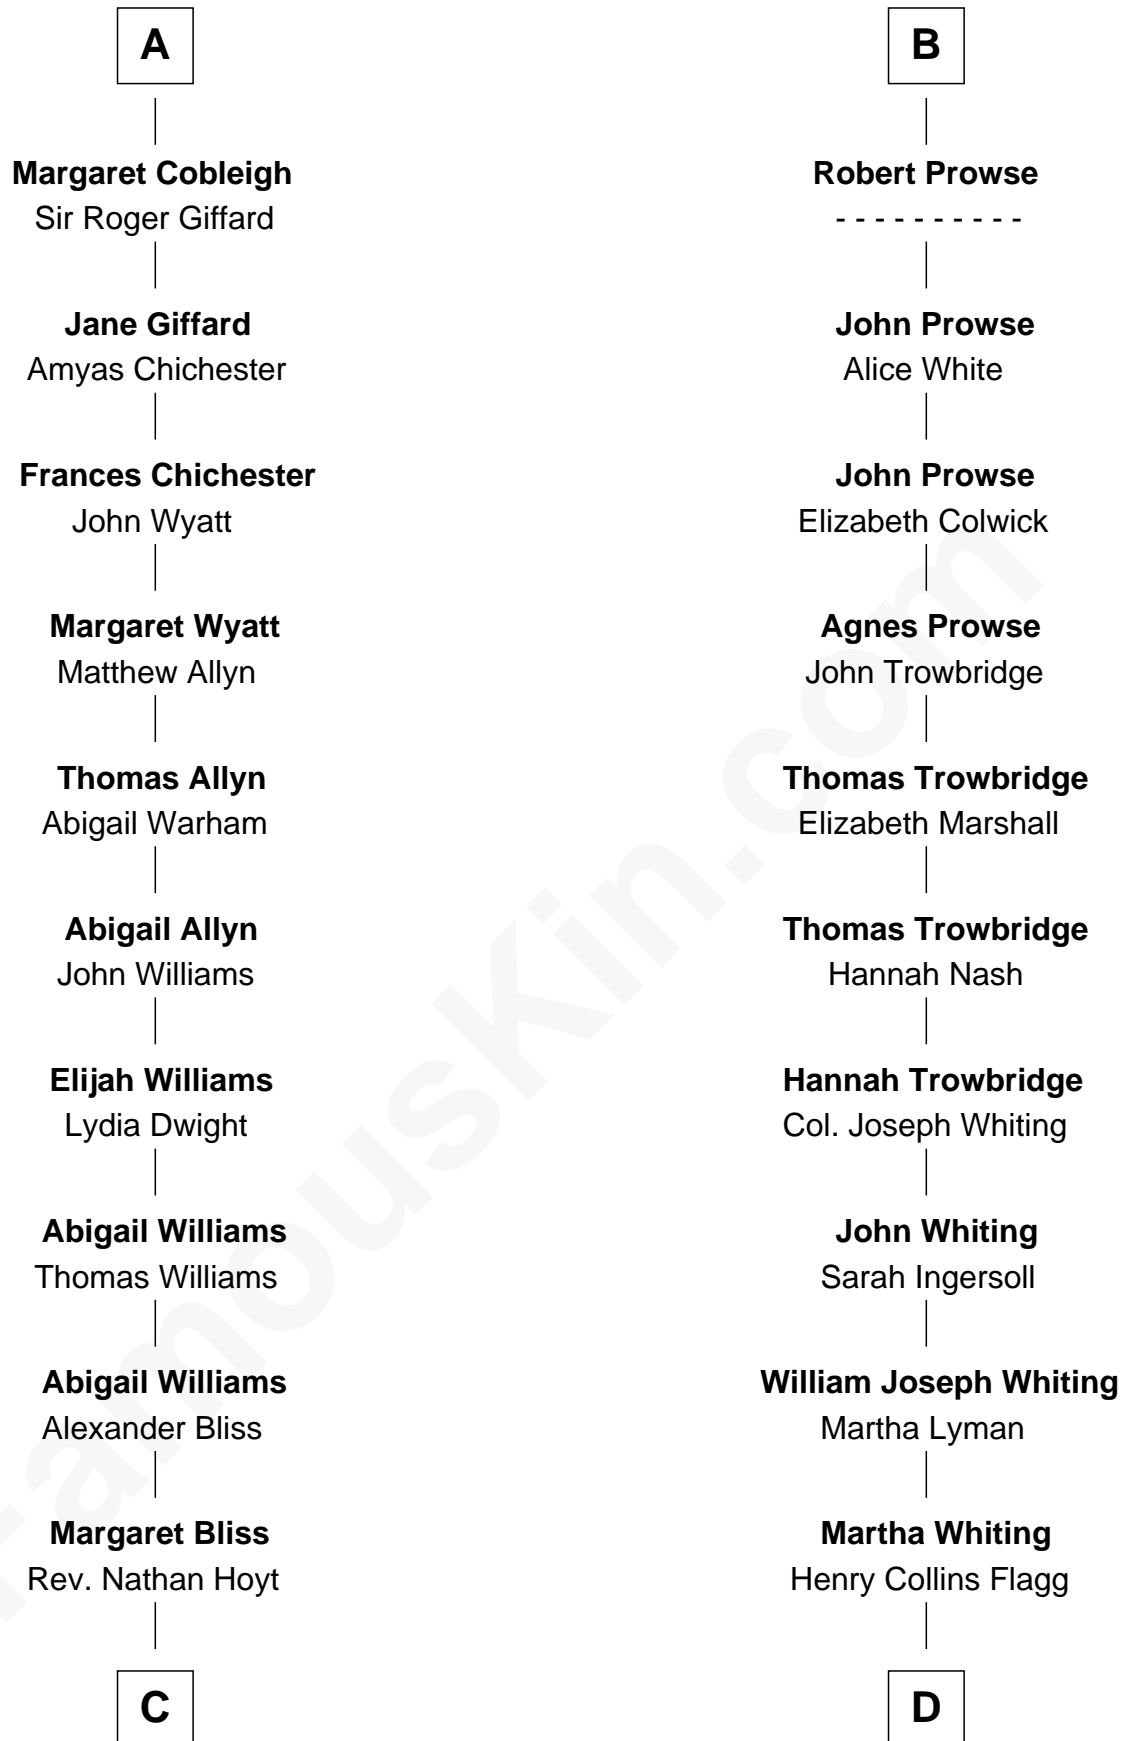 A
Margaret Cobleigh
Sir Roger Giffard
Jane Giffard
Amyas Chichester
Frances Chichester
John Wyatt
Margaret Wyatt
Matthew Allyn
Thomas Allyn
Abigail Warham
Abigail Allyn
John Williams
Elijah Williams
Lydia Dwight
Abigail Williams
Thomas Williams
Abigail Williams
Alexander Bliss
Margaret Bliss
Rev. Nathan Hoyt
C
B
Robert Prowse
- - - - - - - - - -
John Prowse
Alice White
John Prowse
Elizabeth Colwick
Agnes Prowse
John Trowbridge
Thomas Trowbridge
Elizabeth Marshall
Thomas Trowbridge
Hannah Nash
Hannah Trowbridge
Col. Joseph Whiting
John Whiting
Sarah Ingersoll
William Joseph Whiting
Martha Lyman
Martha Whiting
Henry Collins Flagg
D
FamousKin.com